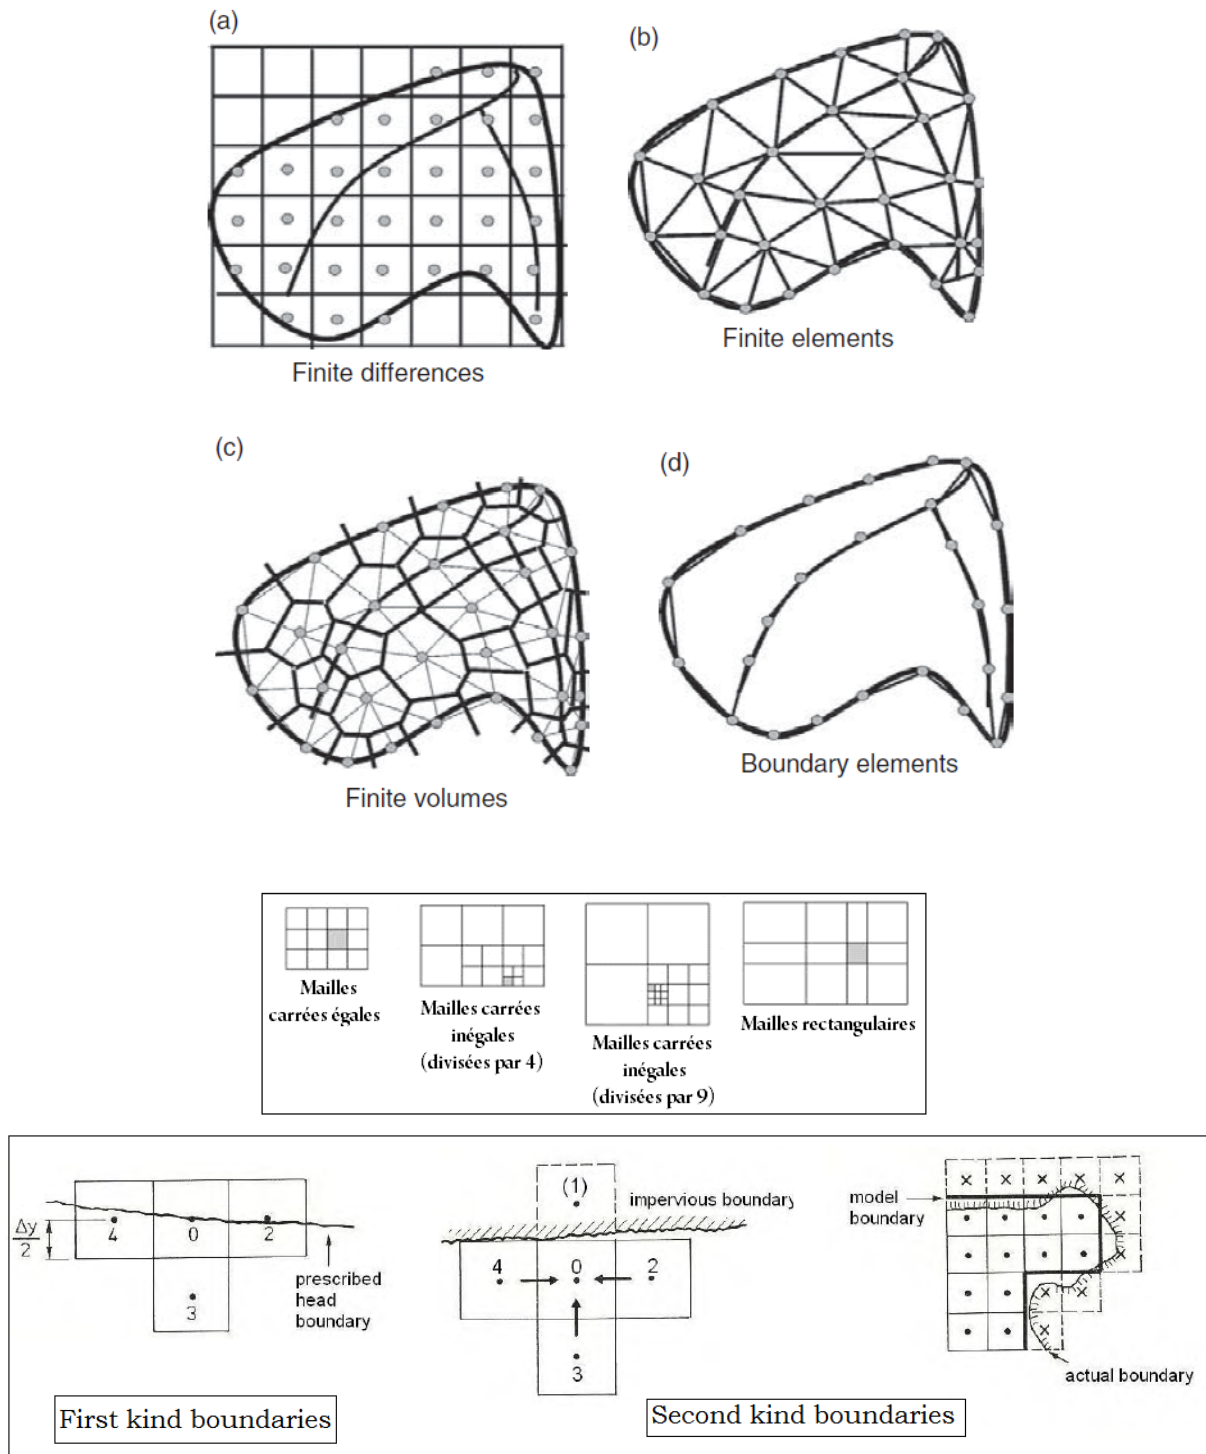 (a)
(b)
Finite differences
Finite elements
(c)
(d)
Finite volumes
Boundary elements
Mailles
carrées égales
Mailles carrées
inégales
(divisées par 4)
Mailles carrées
inégales
(divisées par 9)
Mailles rectangulaires
Δy
2
4
0
2
3
prescribed
head
boundary
First kind boundaries
(1)
impervious boundary
4
0
2
3
model
boundary
actual boundary
Second kind boundaries